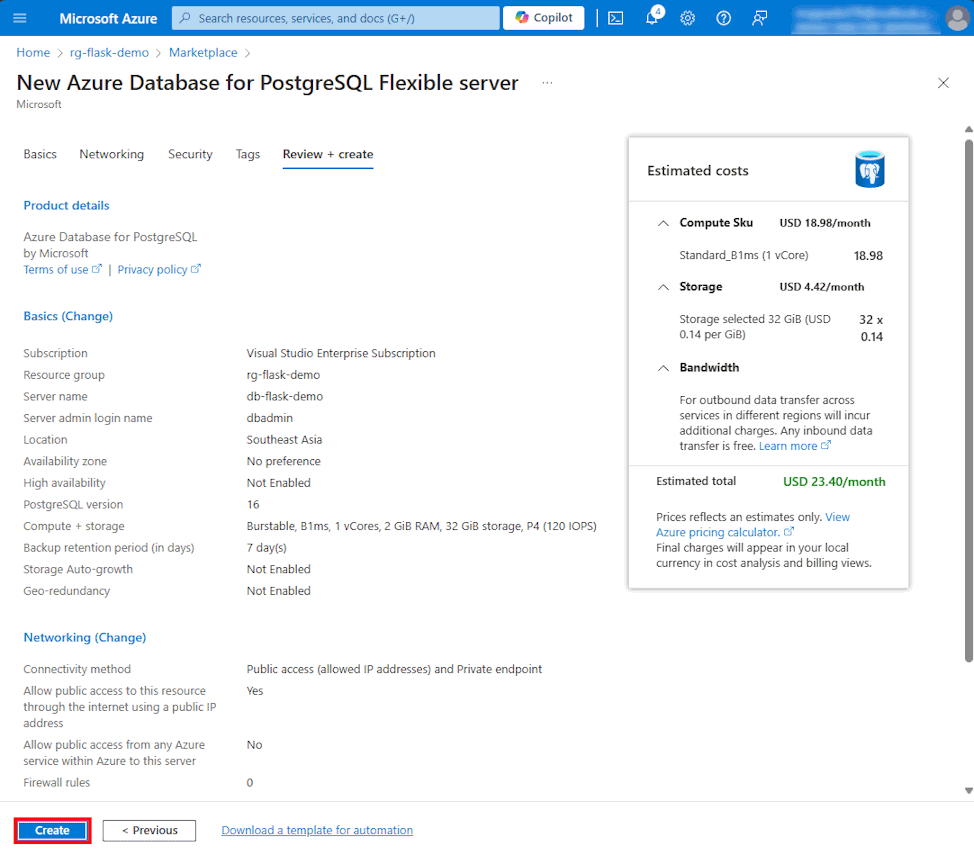 Microsoft Azure
Search resources, services, and docs (G+/)
Copilot
4
Home > rg-flask-demo > Marketplace >
New Azure Database for PostgreSQL Flexible server ...
Microsoft
Basics Networking Security Tags Review + create
Product details
Azure Database for PostgreSQL
by Microsoft
Terms of use | Privacy policy
Basics (Change)
Subscription Visual Studio Enterprise Subscription
Resource group rg-flask-demo
Server name db-flask-demo
Server admin login name dbadmin
Location Southeast Asia
Availability zone No preference
High availability Not Enabled
PostgreSQL version 16
Compute + storage Burstable, B1ms, 1 vCores, 2 GiB RAM, 32 GiB storage, P4 (120 IOPS)
Backup retention period (in days) 7 day(s)
Storage Auto-growth Not Enabled
Geo-redundancy Not Enabled
Networking (Change)
Connectivity method Public access (allowed IP addresses) and Private endpoint
Allow public access to this resource Yes
through the internet using a public IP
address
Allow public access from any Azure No
service within Azure to this server
Firewall rules 0
Estimated costs
Compute Sku USD 18.98/month
Standard_B1ms (1 vCore) 18.98
Storage USD 4.42/month
Storage selected 32 GiB (USD 32 x
0.14 per GiB) 0.14
Bandwidth
For outbound data transfer across
services in different regions will incur
additional charges. Any inbound data
transfer is free. Learn more
Estimated total USD 23.40/month
Prices reflects an estimates only. View
Azure pricing calculator.
Final charges will appear in your local
currency in cost analysis and billing views.
Create < Previous Download a template for automation